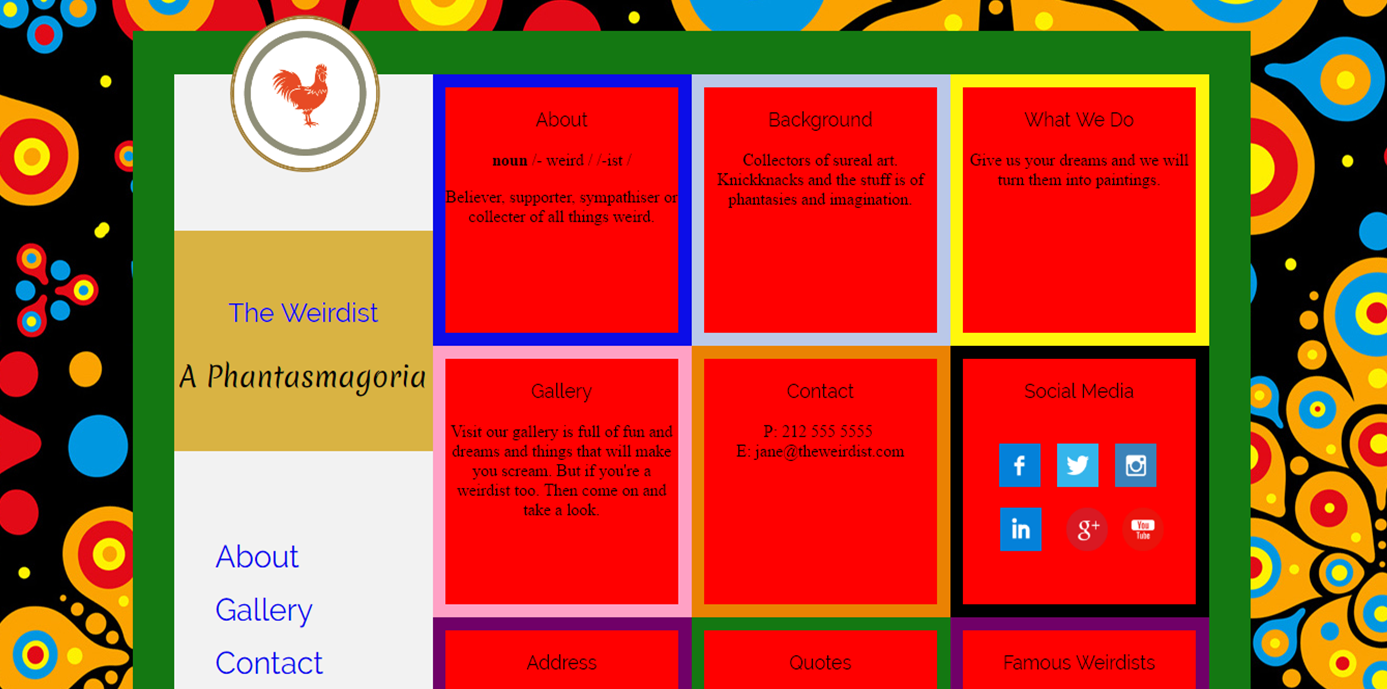 The Weirdist
A Phantasmagoria
About
Gallery
Contact
About
noun /- weird / /-ist /
Believer, supporter, sympathiser or
collecter of all things weird.
Background
Collectors of sureal art.
Knickknacks and the stuff is of
phantasies and imagination.
What We Do
Give us your dreams and we will
turn them into paintings.
Gallery
Visit our gallery is full of fun and
dreams and things that will make
you scream. But if you're a
weirdist too. Then come on and
take a look.
Contact
P: 212 555 5555
E: jane@theweirdist.com
Social Media
f
in
g+
You
Tube
Address
Quotes
Famous Weirdists